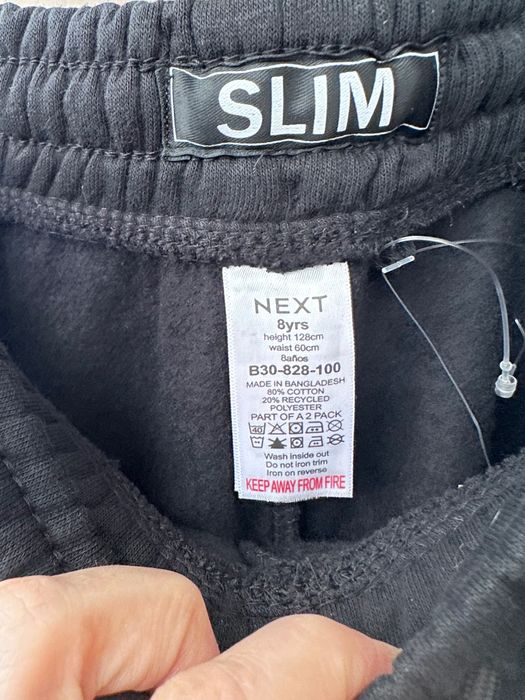 SLIM
NEXT
8yrs
height 128cm
waist 60cm
8años
B30-828-100
MADE IN BANGLADESH
80% COTTON
20% RECYCLED
POLYESTER
PART OF A 2 PACK
40
Wash inside out
Do not iron trim
Iron on reverse
KEEP AWAY FROM FIRE